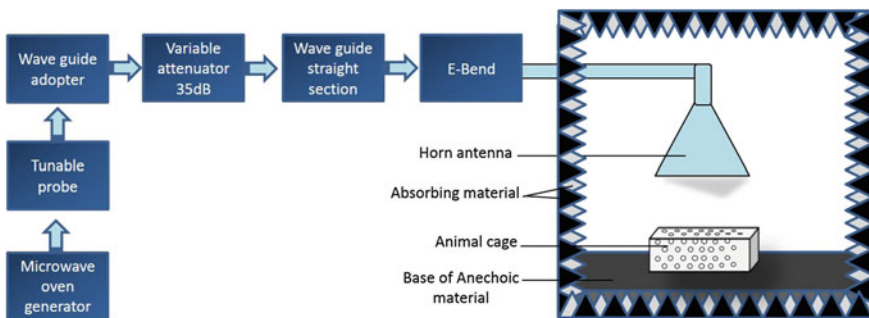 Wave guide
adopter
Variable
attenuator
35dB
Wave guide
straight
section
E-Bend
Tunable
probe
Microwave
oven
generator
Horn antenna
Absorbing material
Animal cage
Base of Anechoic
material